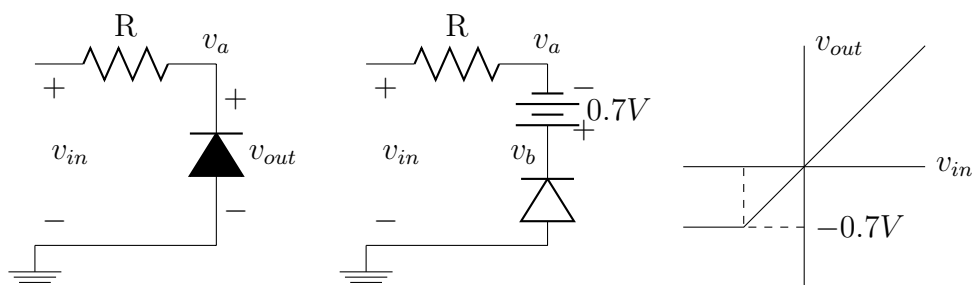 R
v_a
+
+
v_in
v_out
−
−
R
v_a
+
−
0.7V
+
v_in
v_b
−
v_out
v_in
−0.7V